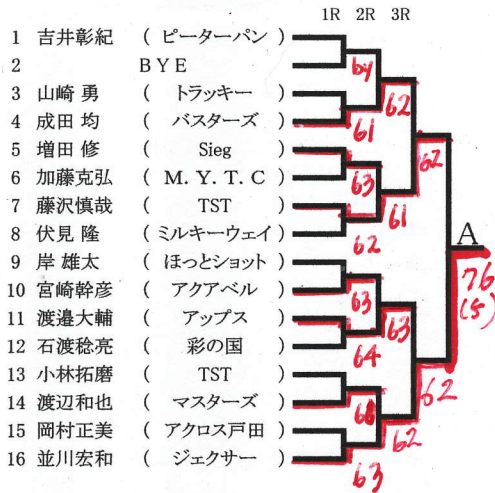 1R 2R 3R
1 吉井彰紀 ( ピーターパン )
2 BYE
by
3 山崎 勇 ( トラッキー )
62
4 成田 均 ( バスターズ )
61
5 増田 修 ( Sieg )
62
6 加藤克弘 ( M.Y.T.C )
63
7 藤沢慎哉 ( TST )
61
8 伏見 隆 ( ミルキーウェイ )
62
A
9 岸 雄太 ( ほっとショット )
76
(5)
10 宮崎幹彦 ( アクアベル )
63
11 渡邉大輔 ( アップス )
63
12 石渡稔亮 ( 彩の国 )
64
13 小林拓磨 ( TST )
62
14 渡辺和也 ( マスターズ )
15 岡村正美 ( アクロス戸田 )
62
16 並川宏和 ( ジェクサー )
63